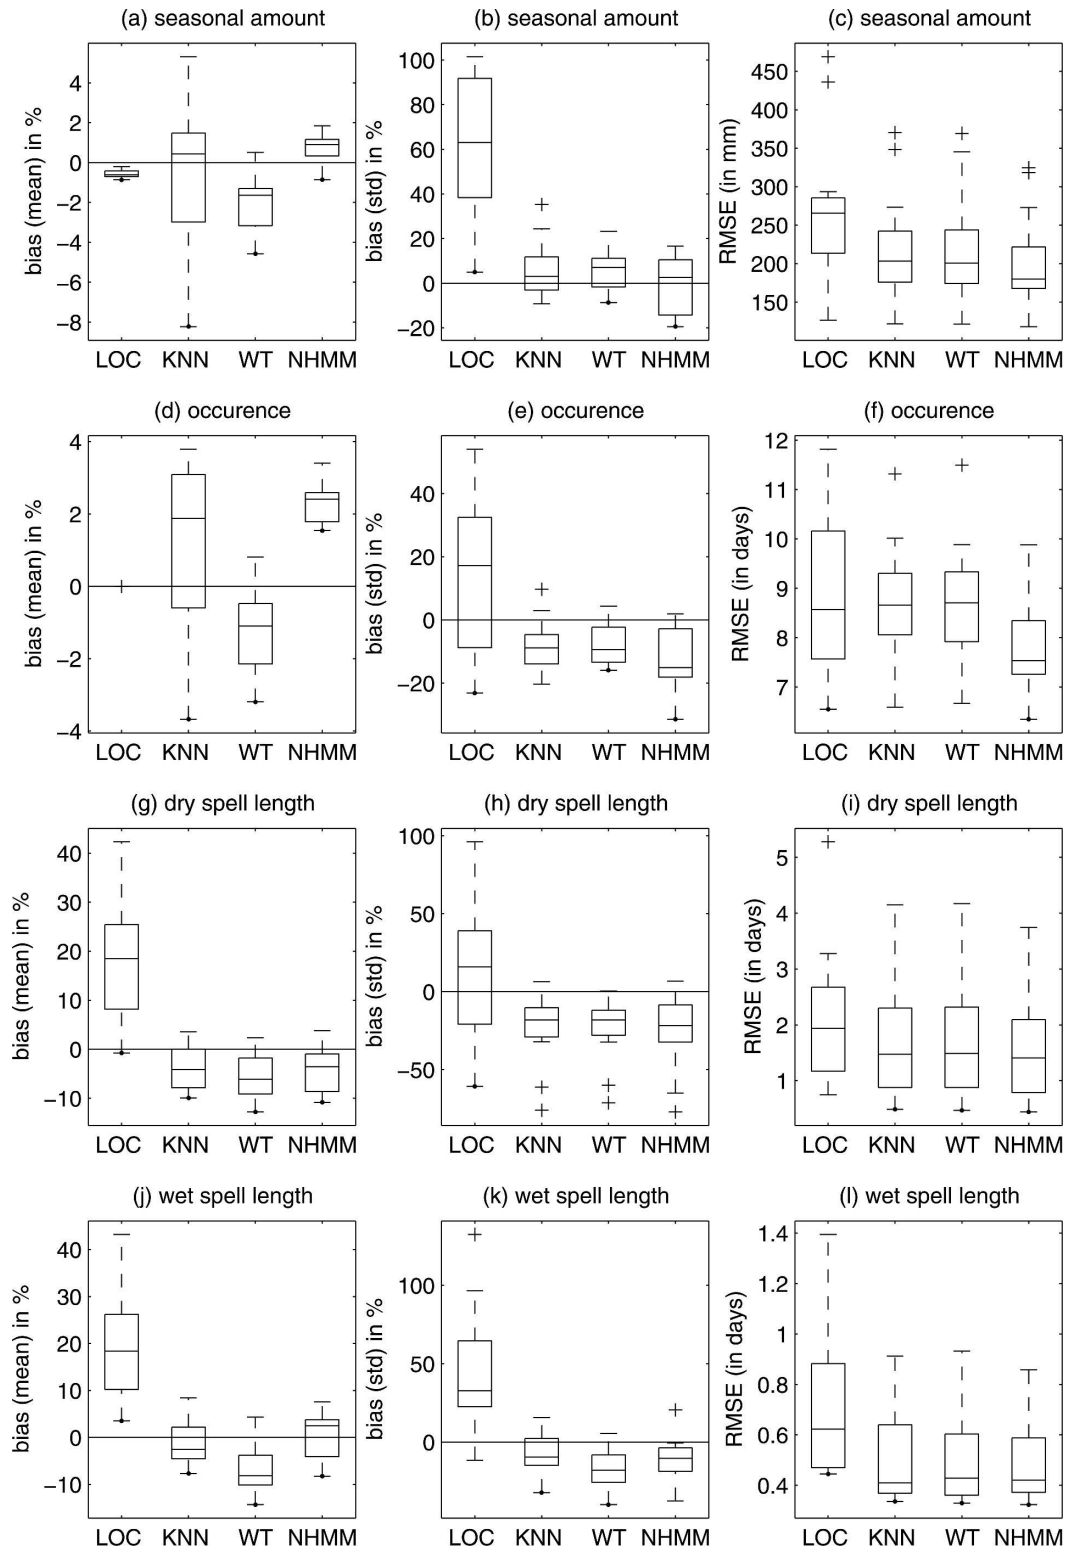 (a) seasonal amount
bias (mean) in %
4
2
0
−2
−4
−6
−8
LOC KNN WT NHMM
(b) seasonal amount
bias (std) in %
100
80
60
40
20
0
−20
LOC KNN WT NHMM
(c) seasonal amount
RMSE (in mm)
450
400
350
300
250
200
150
LOC KNN WT NHMM
(d) occurence
bias (mean) in %
4
2
0
−2
−4
LOC KNN WT NHMM
(e) occurence
bias (std) in %
40
20
0
−20
LOC KNN WT NHMM
(f) occurence
RMSE (in days)
12
11
10
9
8
7
LOC KNN WT NHMM
(g) dry spell length
bias (mean) in %
40
30
20
10
0
−10
LOC KNN WT NHMM
(h) dry spell length
bias (std) in %
100
50
0
−50
LOC KNN WT NHMM
(i) dry spell length
RMSE (in days)
5
4
3
2
1
LOC KNN WT NHMM
(j) wet spell length
bias (mean) in %
40
30
20
10
0
−10
LOC KNN WT NHMM
(k) wet spell length
bias (std) in %
100
50
0
LOC KNN WT NHMM
(l) wet spell length
RMSE (in days)
1.4
1.2
1
0.8
0.6
0.4
LOC KNN WT NHMM